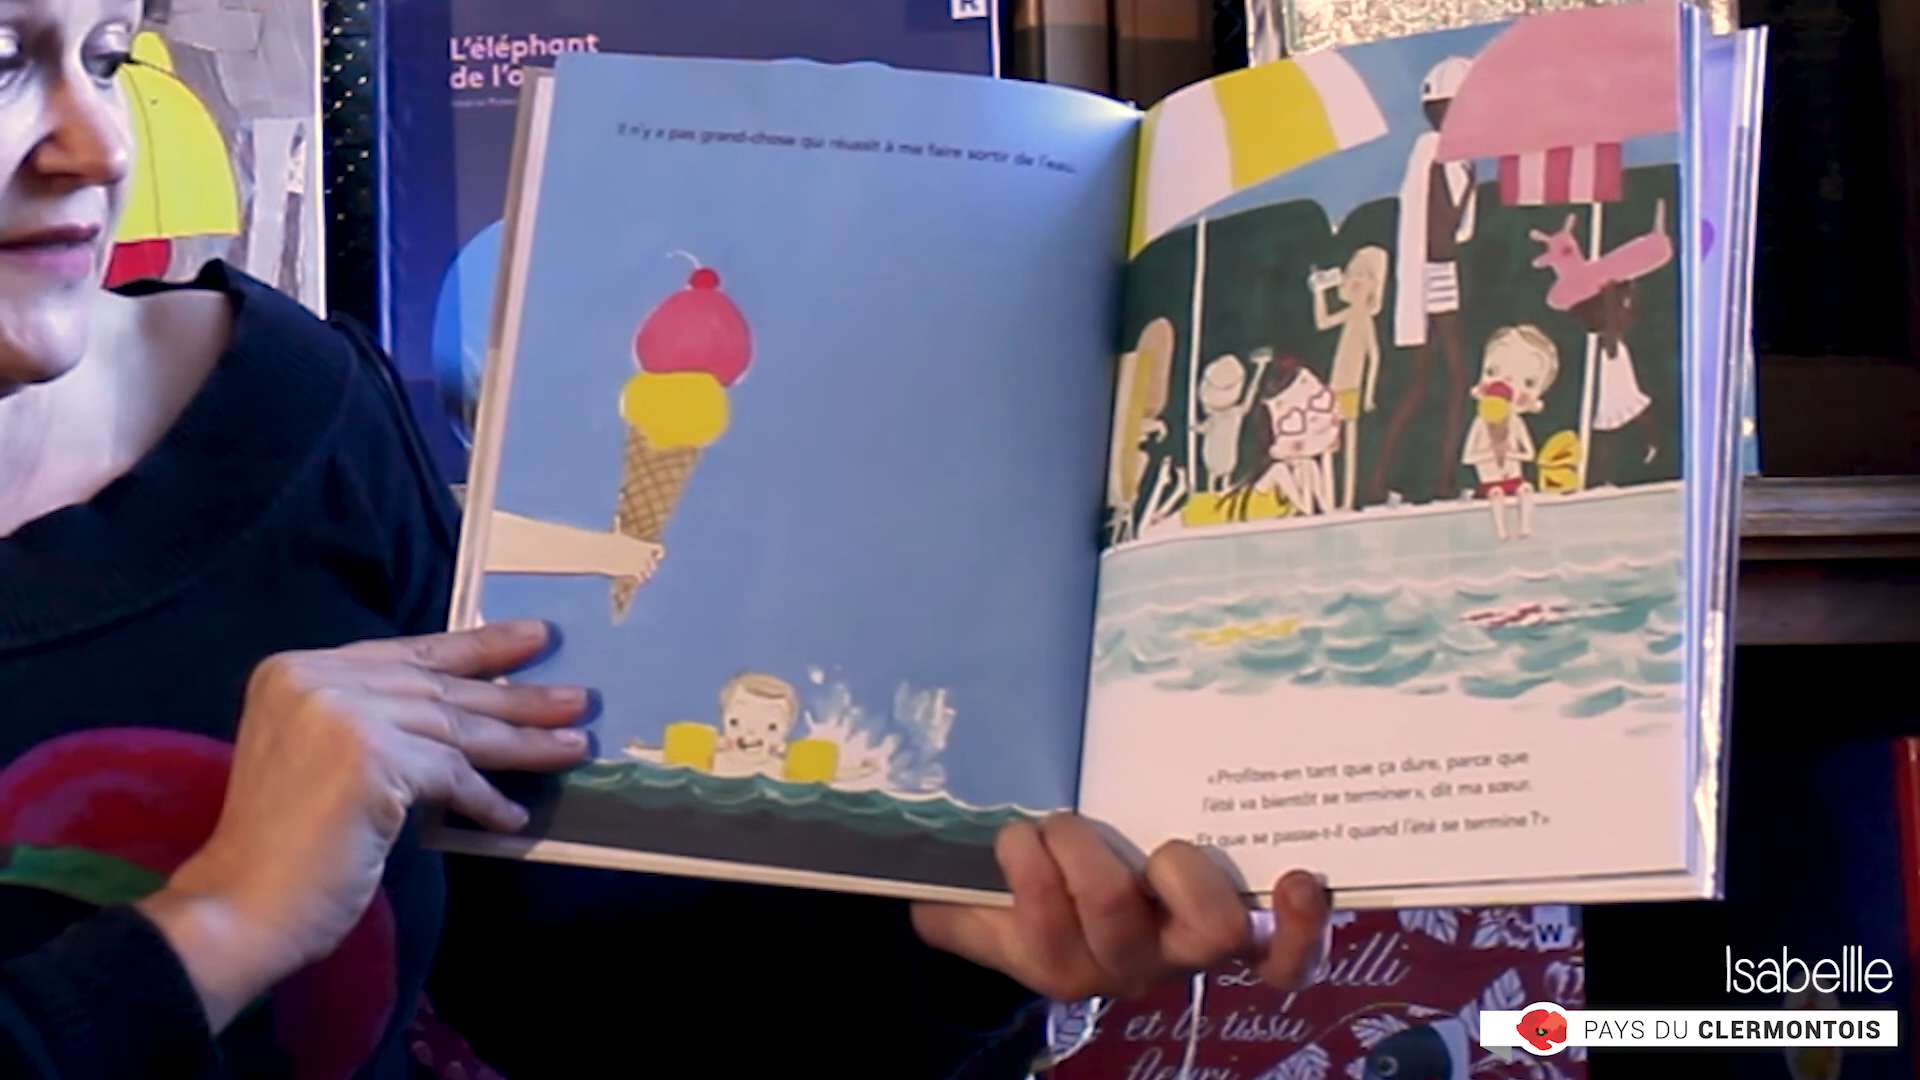 R
L'éléphant
de l'o
Il n'y a pas grand-chose qui réussit à me faire sortir de l'eau.
«Profites-en tant que ça dure, parce que
l'été va bientôt se terminer», dit ma sœur.
Et que se passe-t-il quand l'été se termine ?»
W
et le tissu
fleuri
Isabellle
PAYS DU CLERMONTOIS